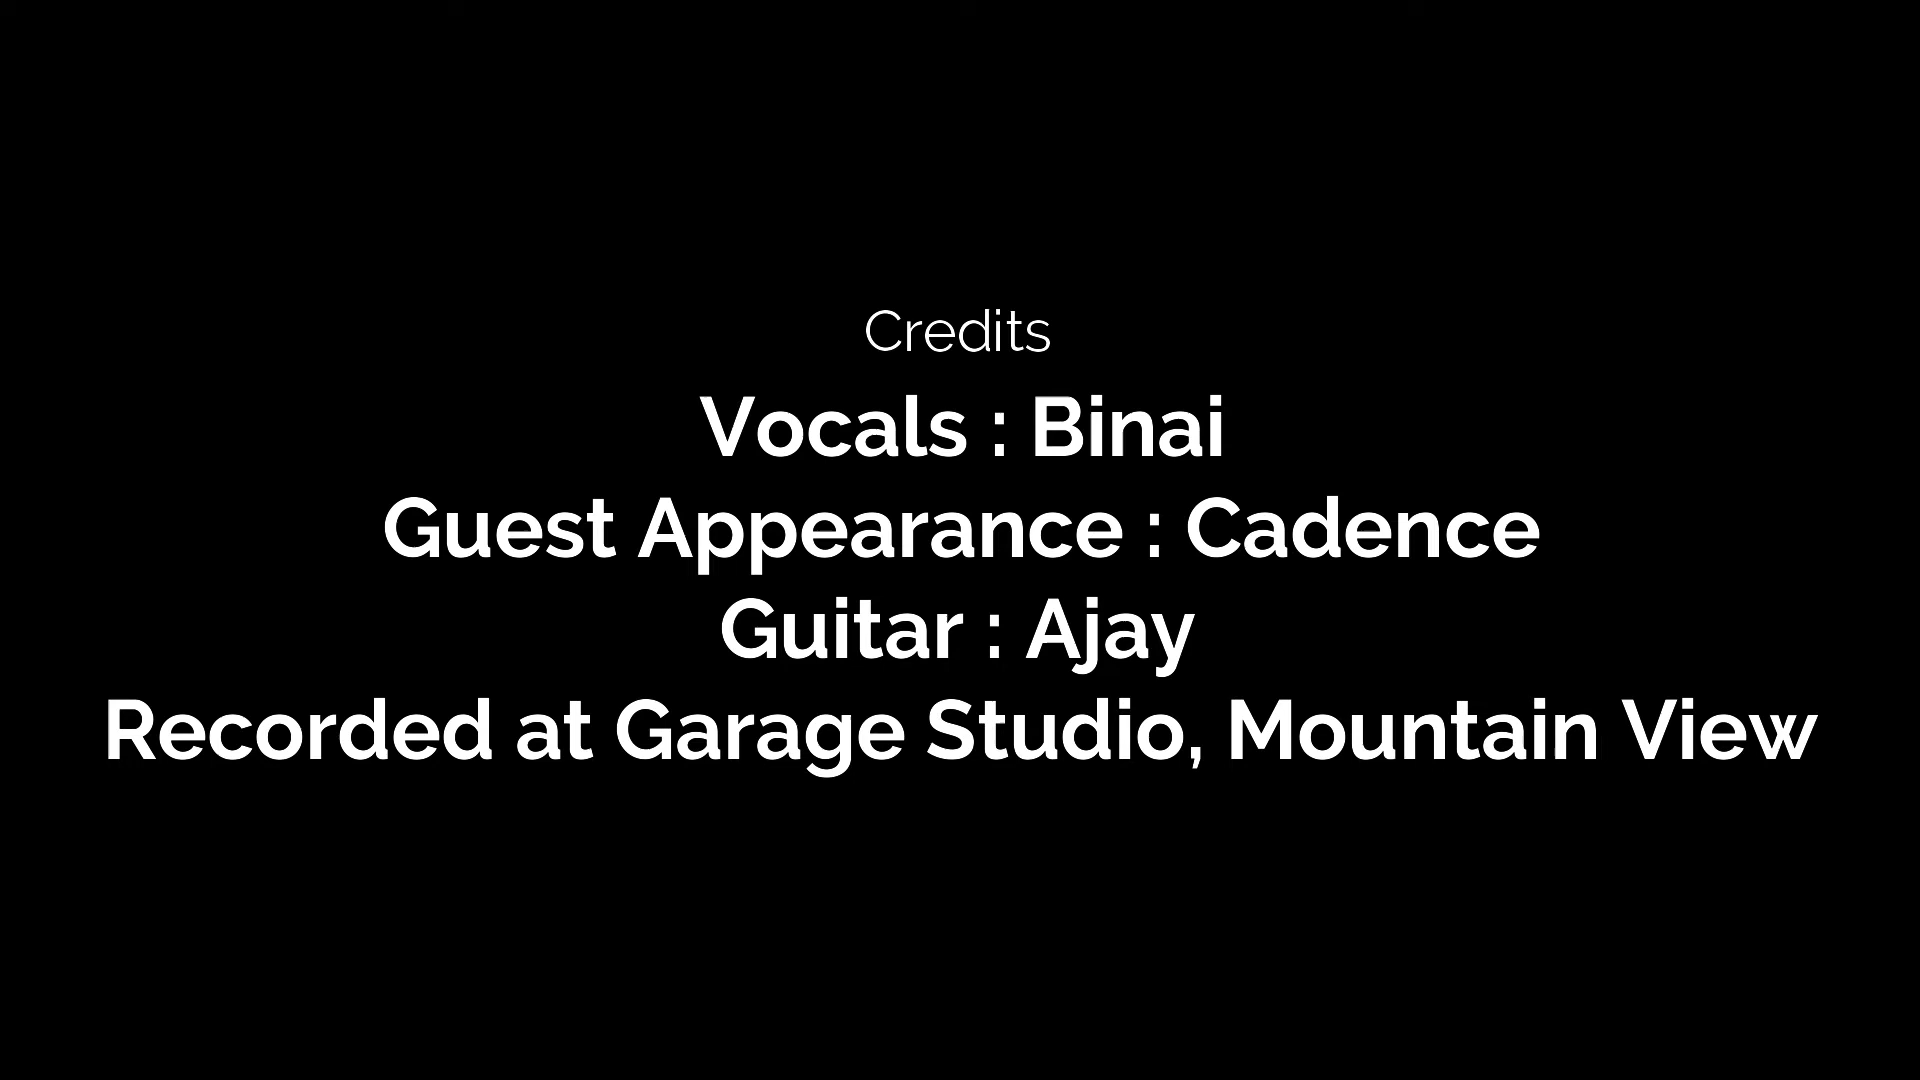 Credits
Vocals : Binai
Guest Appearance : Cadence
Guitar : Ajay
Recorded at Garage Studio, Mountain View